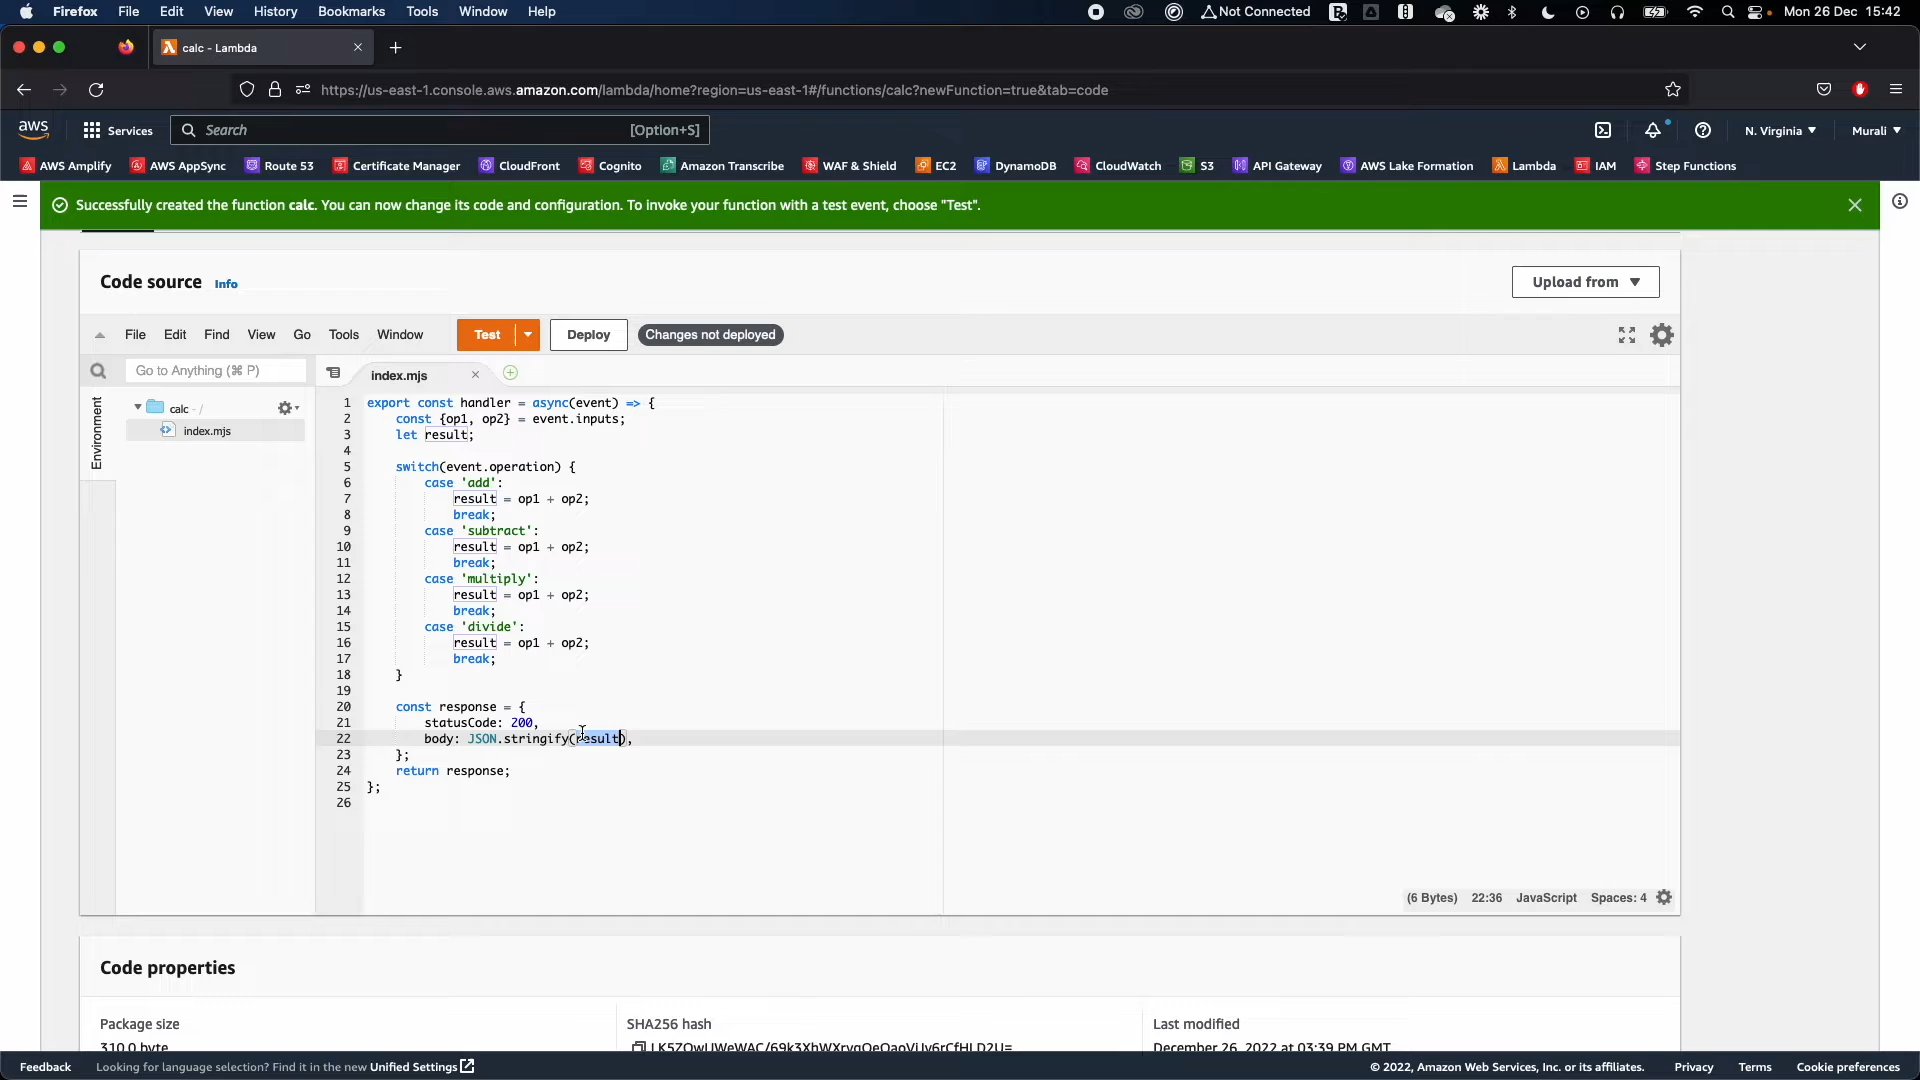 Firefox File Edit View History Bookmarks Tools Window Help Not Connected Mon 26 Dec 15:42
calc - Lambda
https://us-east-1.console.aws.amazon.com/lambda/home?region=us-east-1#/functions/calc?newFunction=true&tab=code
aws Services Search [Option+S] N. Virginia Murali
AWS Amplify AWS AppSync Route 53 Certificate Manager CloudFront Cognito Amazon Transcribe WAF & Shield EC2 DynamoDB CloudWatch S3 API Gateway AWS Lake Formation Lambda IAM Step Functions
Successfully created the function calc. You can now change its code and configuration. To invoke your function with a test event, choose "Test".
Code source Info Upload from
File Edit Find View Go Tools Window Test Deploy Changes not deployed
Go to Anything (⌘ P) index.mjs
Environment
calc - /
index.mjs
1 export const handler = async(event) => {
2 const {op1, op2} = event.inputs;
3 let result;
4
5 switch(event.operation) {
6 case 'add':
7 result = op1 + op2;
8 break;
9 case 'subtract':
10 result = op1 + op2;
11 break;
12 case 'multiply':
13 result = op1 + op2;
14 break;
15 case 'divide':
16 result = op1 + op2;
17 break;
18 }
19
20 const response = {
21 statusCode: 200,
22 body: JSON.stringify(result),
23 };
24 return response;
25 };
26
(6 Bytes) 22:36 JavaScript Spaces: 4
Code properties
Package size SHA256 hash Last modified
310.0 byte December 26, 2022 at 03:39 PM GMT
Feedback Looking for language selection? Find it in the new Unified Settings © 2022, Amazon Web Services, Inc. or its affiliates. Privacy Terms Cookie preferences